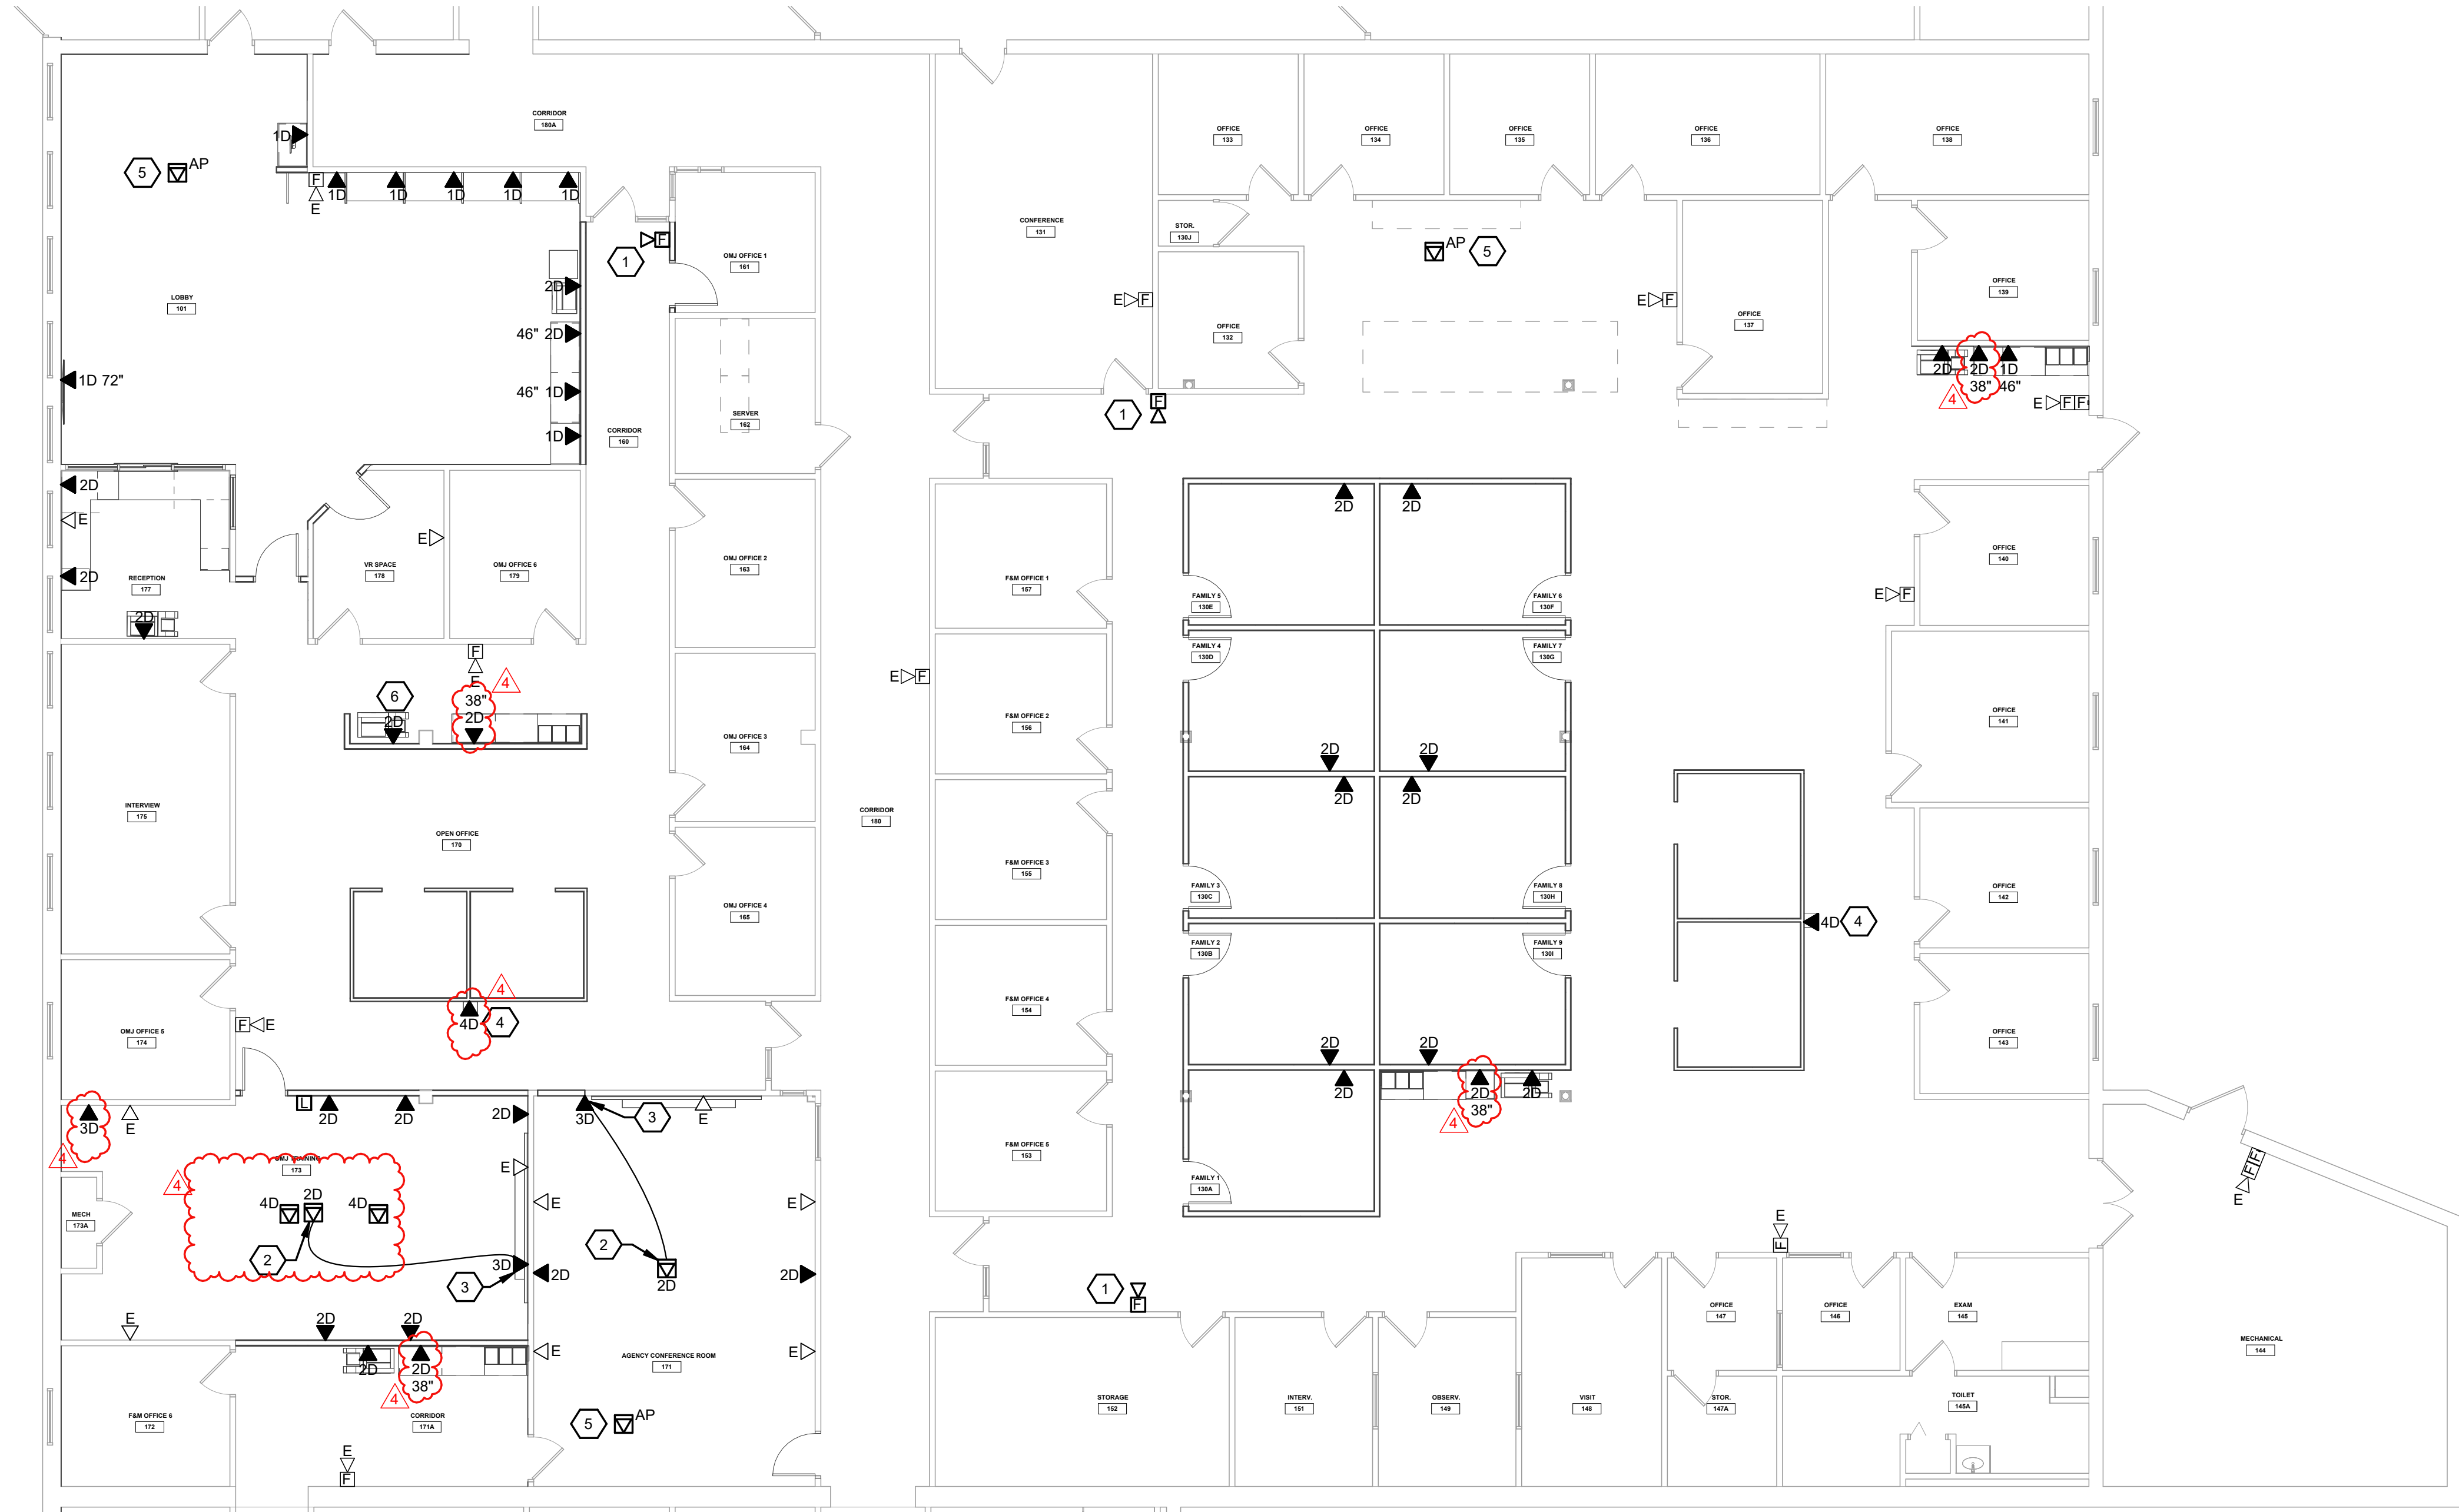 CORRIDOR
180A
1D
5
AP
F
E
1D
1D
1D
1D
1D
LOBBY
101
1D 72"
2D
46" 2D
46" 1D
1D
1
F
OMJ OFFICE 1
161
CORRIDOR
160
SERVER
162
OMJ OFFICE 2
163
OMJ OFFICE 3
164
OMJ OFFICE 4
165
2D
E
2D
RECEPTION
177
2D
E
VR SPACE
178
OMJ OFFICE 6
179
F
E
4
6
2D
38"
2D
INTERVIEW
175
OPEN OFFICE
170
4
4D
4
OMJ OFFICE 5
174
F
E
3D
4
E
L
2D
2D
2D
3D
3
E
OMJ TRAINING
173
4
4D
2D
4D
2
E
3D
3
MECH
173A
E
2D
2D
E
2D
E
E
2
2D
2D
E
E
AGENCY CONFERENCE ROOM
171
5
AP
2D
2D
38"
4
F&M OFFICE 6
172
CORRIDOR
171A
E
F
CONFERENCE
131
OFFICE
133
OFFICE
134
OFFICE
135
OFFICE
136
OFFICE
138
STOR.
130J
OFFICE
132
E
F
AP
5
E
F
OFFICE
137
OFFICE
139
2D
2D
1D
38"
46"
4
E
F
F
1
F
CORRIDOR
180
E
F
F&M OFFICE 1
157
F&M OFFICE 2
156
F&M OFFICE 3
155
F&M OFFICE 4
154
F&M OFFICE 5
153
2D
2D
FAMILY 5
130E
FAMILY 6
130F
FAMILY 4
130D
FAMILY 7
130G
2D
2D
2D
2D
FAMILY 3
130C
FAMILY 8
130H
FAMILY 2
130B
FAMILY 9
130I
2D
2D
2D
2D
38"
2D
4
FAMILY 1
130A
4D
4
E
F
OFFICE
140
OFFICE
141
OFFICE
142
OFFICE
143
1
F
STORAGE
152
INTERV.
151
OBSERV.
149
VISIT
148
OFFICE
147
STOR.
147A
E
F
OFFICE
146
EXAM
145
TOILET
145A
E
F
F
MECHANICAL
144